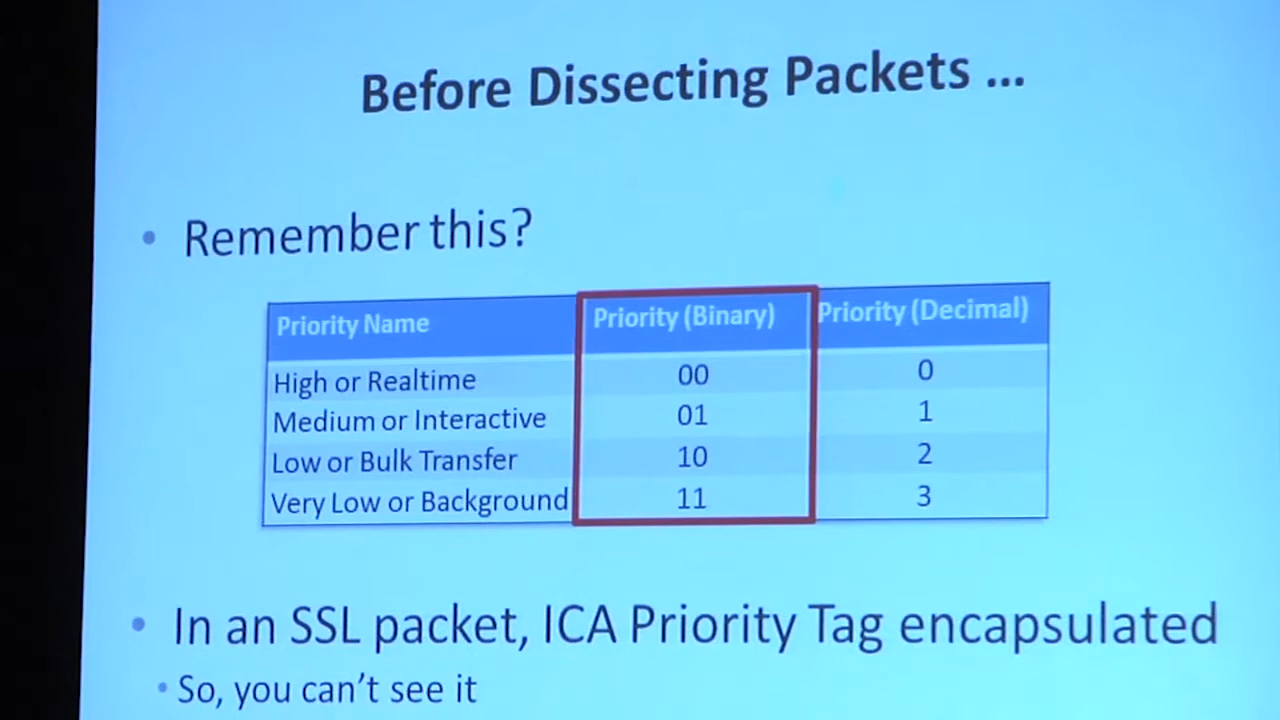 Before Dissecting Packets ...
• Remember this?
Priority Name Priority (Binary) Priority (Decimal)
High or Realtime 00 0
Medium or Interactive 01 1
Low or Bulk Transfer 10 2
Very Low or Background 11 3
• In an SSL packet, ICA Priority Tag encapsulated
• So, you can't see it